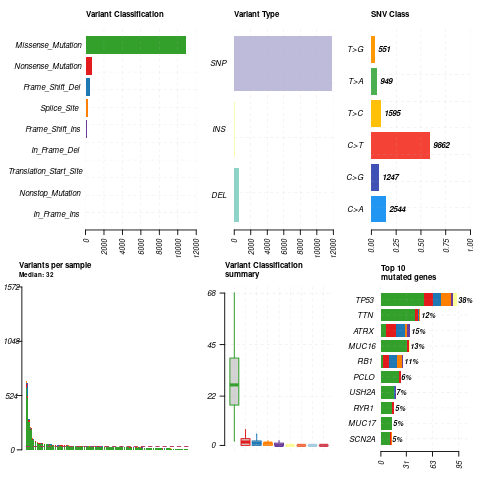 Variant Classification
Missense_Mutation
Nonsense_Mutation
Frame_Shift_Del
Splice_Site
Frame_Shift_Ins
In_Frame_Del
Translation_Start_Site
Nonstop_Mutation
In_Frame_Ins
0
2000
4000
6000
8000
10000
12000
Variant Type
SNP
INS
DEL
0
2000
4000
6000
8000
10000
12000
SNV Class
T>G 551
T>A 949
T>C 1595
C>T 9862
C>G 1247
C>A 2544
0.00
0.25
0.50
0.75
1.00
Variants per sample
Median: 32
1572
1048
524
0
Variant Classification
summary
68
45
22
0
Top 10
mutated genes
TP53 38%
TTN 12%
ATRX 15%
MUC16 13%
RB1 11%
PCLO 6%
USH2A 7%
RYR1 5%
MUC17 5%
SCN2A 5%
0
31
63
95